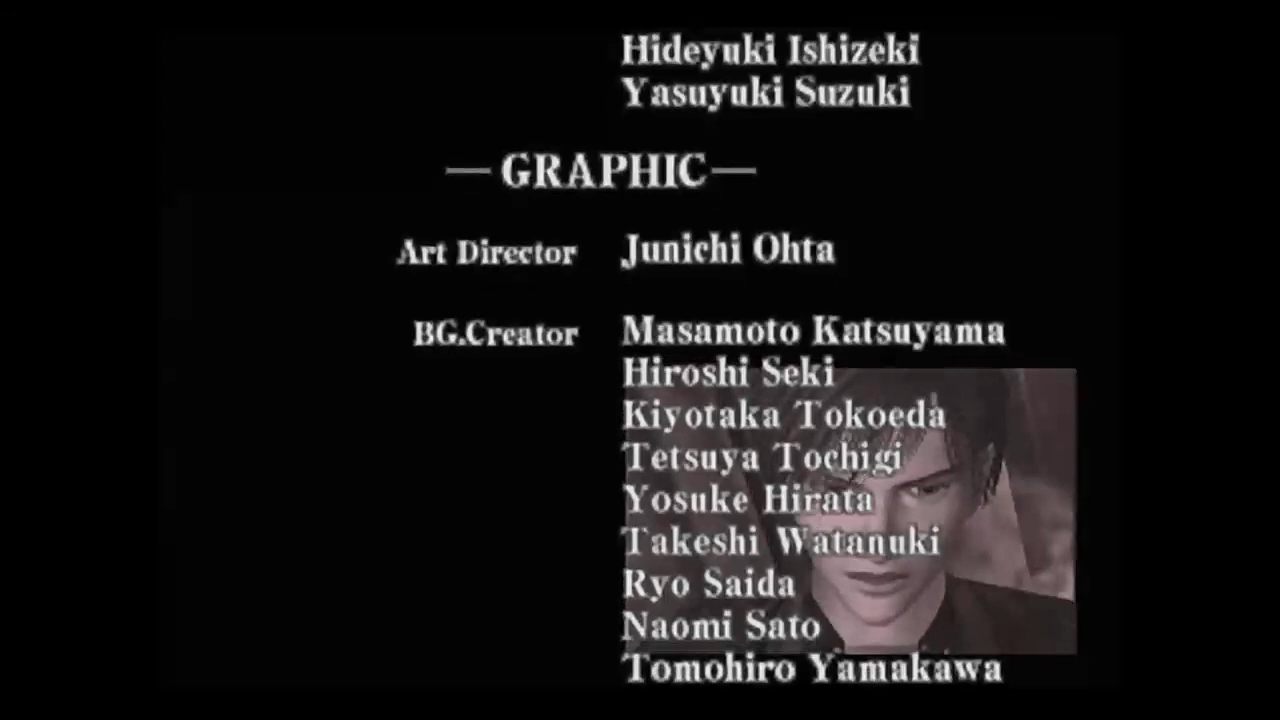 Hideyuki Ishizeki
Yasuyuki Suzuki
— GRAPHIC —
Art Director Junichi Ohta
BG.Creator Masamoto Katsuyama
Hiroshi Seki
Kiyotaka Tokoeda
Tetsuya Tochigi
Yosuke Hirata
Takeshi Watanuki
Ryo Saida
Naomi Sato
Tomohiro Yamakawa